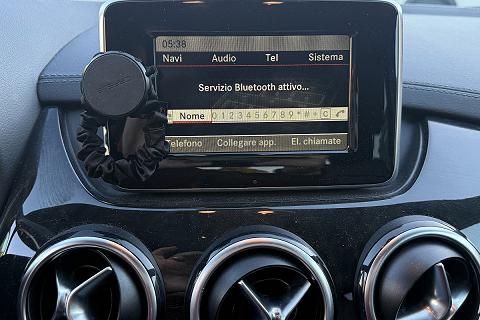 05:38
Navi Audio Tel Sistema
Servizio Bluetooth attivo...
Nome 0 1 2 3 4 5 6 7 8 9 * # + C
Telefono Collegare app. El. chiamate